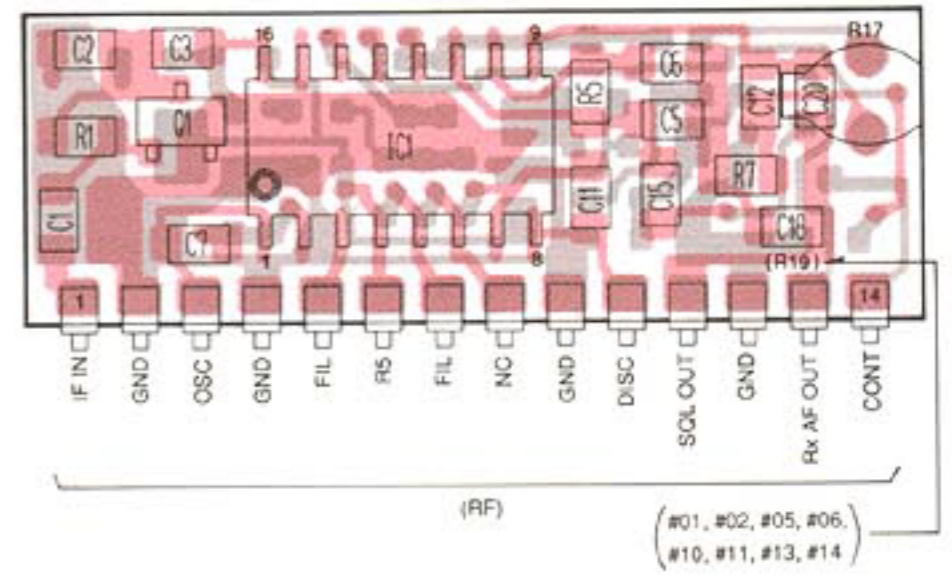 C2 C3 16 9 R17
C6
R5 C12 C20
Q1 C5
R1 IC1
R7
C1 C11 C15
C18
C7 1 8 (R19)
1 14
IF IN GND OSC GND FIL R5 FIL NC GND DISC SQL OUT GND Rx AF OUT CONT
(RF)
(#01, #02, #05, #06.
#10, #11, #13, #14)